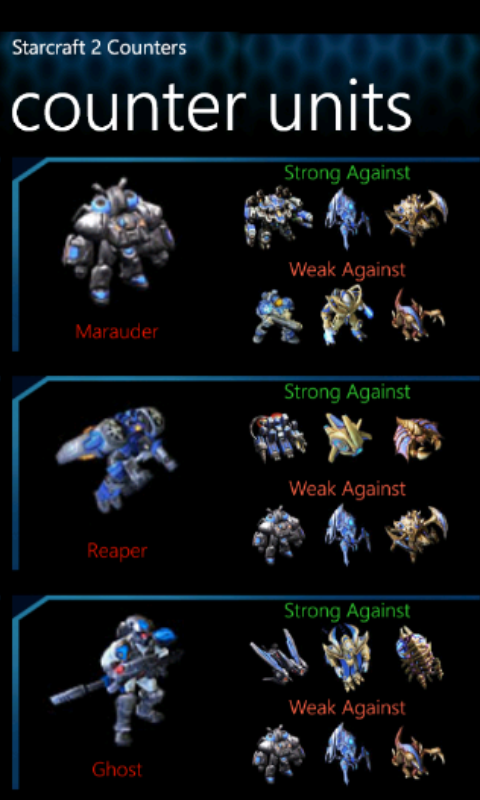 Starcraft 2 Counters
counter units
Strong Against
Weak Against
Marauder
Strong Against
Weak Against
Reaper
Strong Against
Weak Against
Ghost